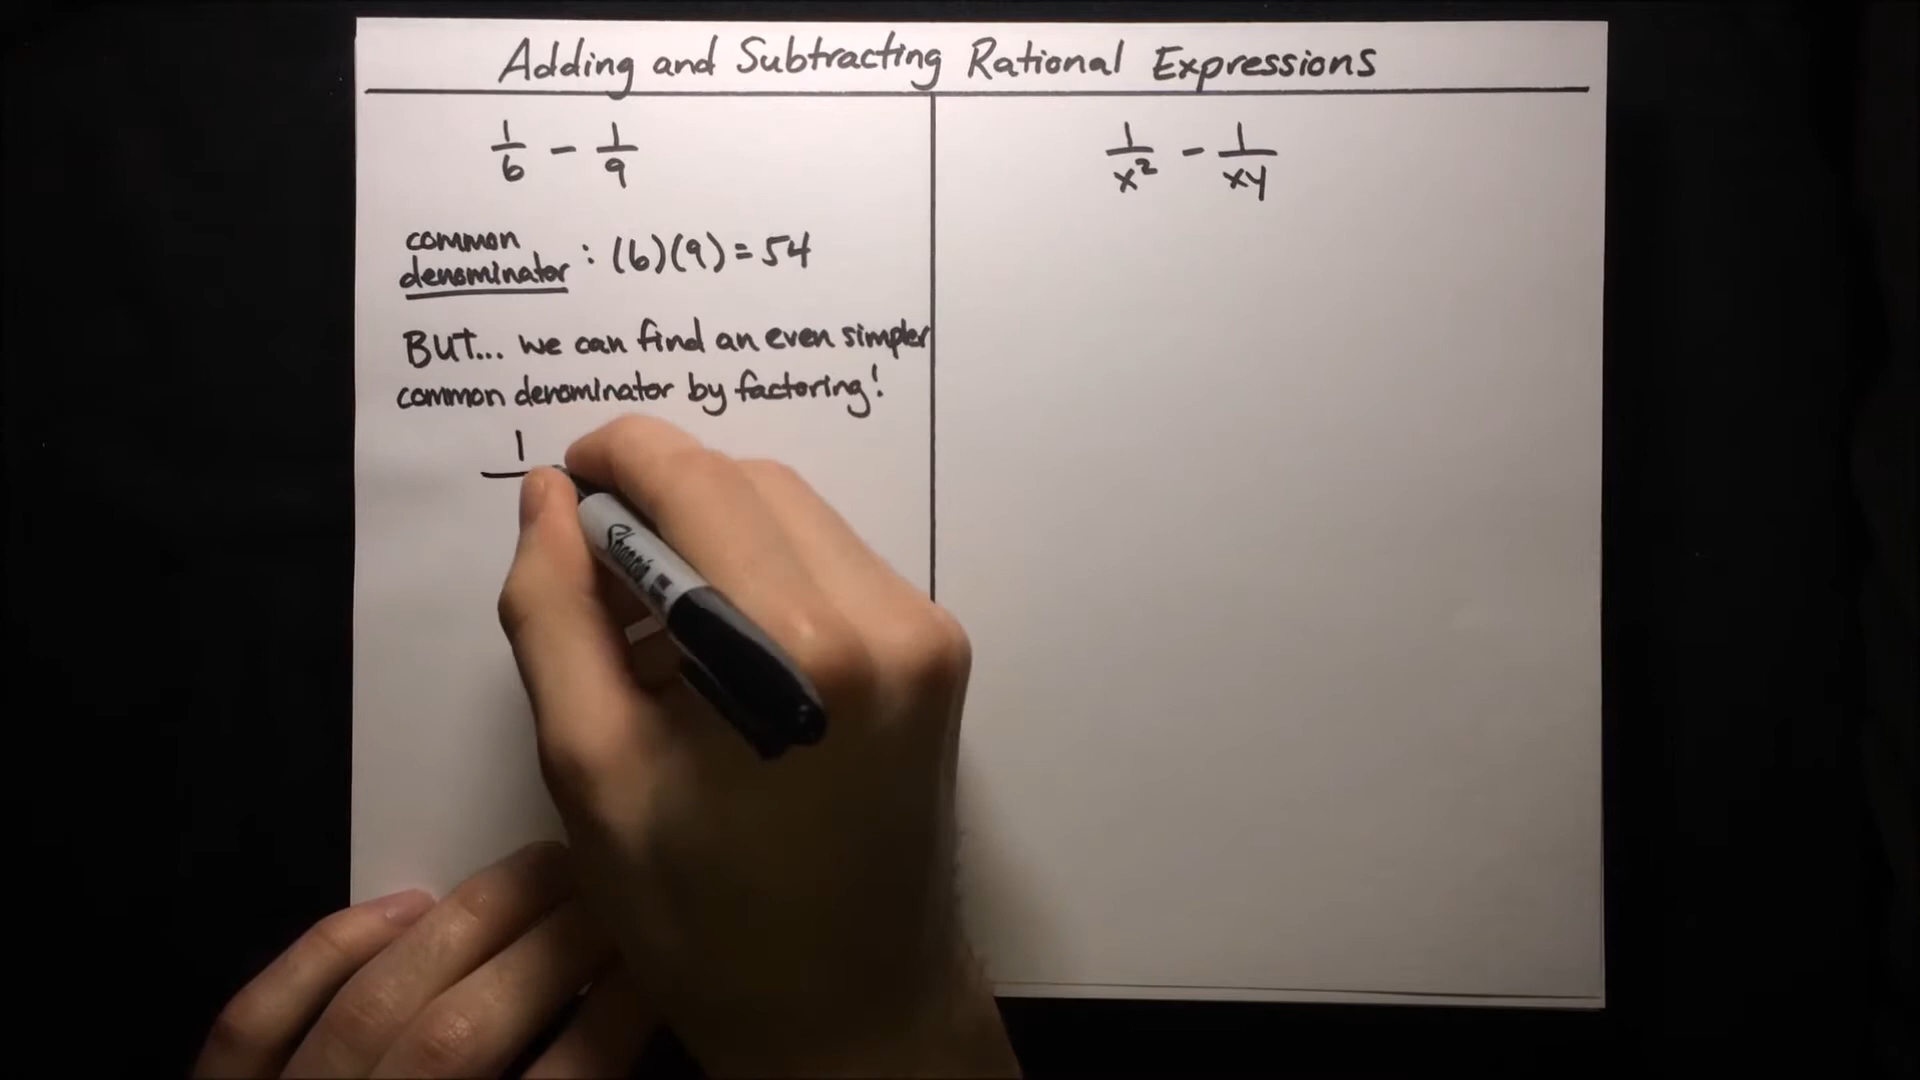 Adding and Subtracting Rational Expressions
1/6 - 1/9
common
denominator : (6)(9) = 54
But... we can find an even simpler
common denominator by factoring!
1
1/x² - 1/xy
Sharpie